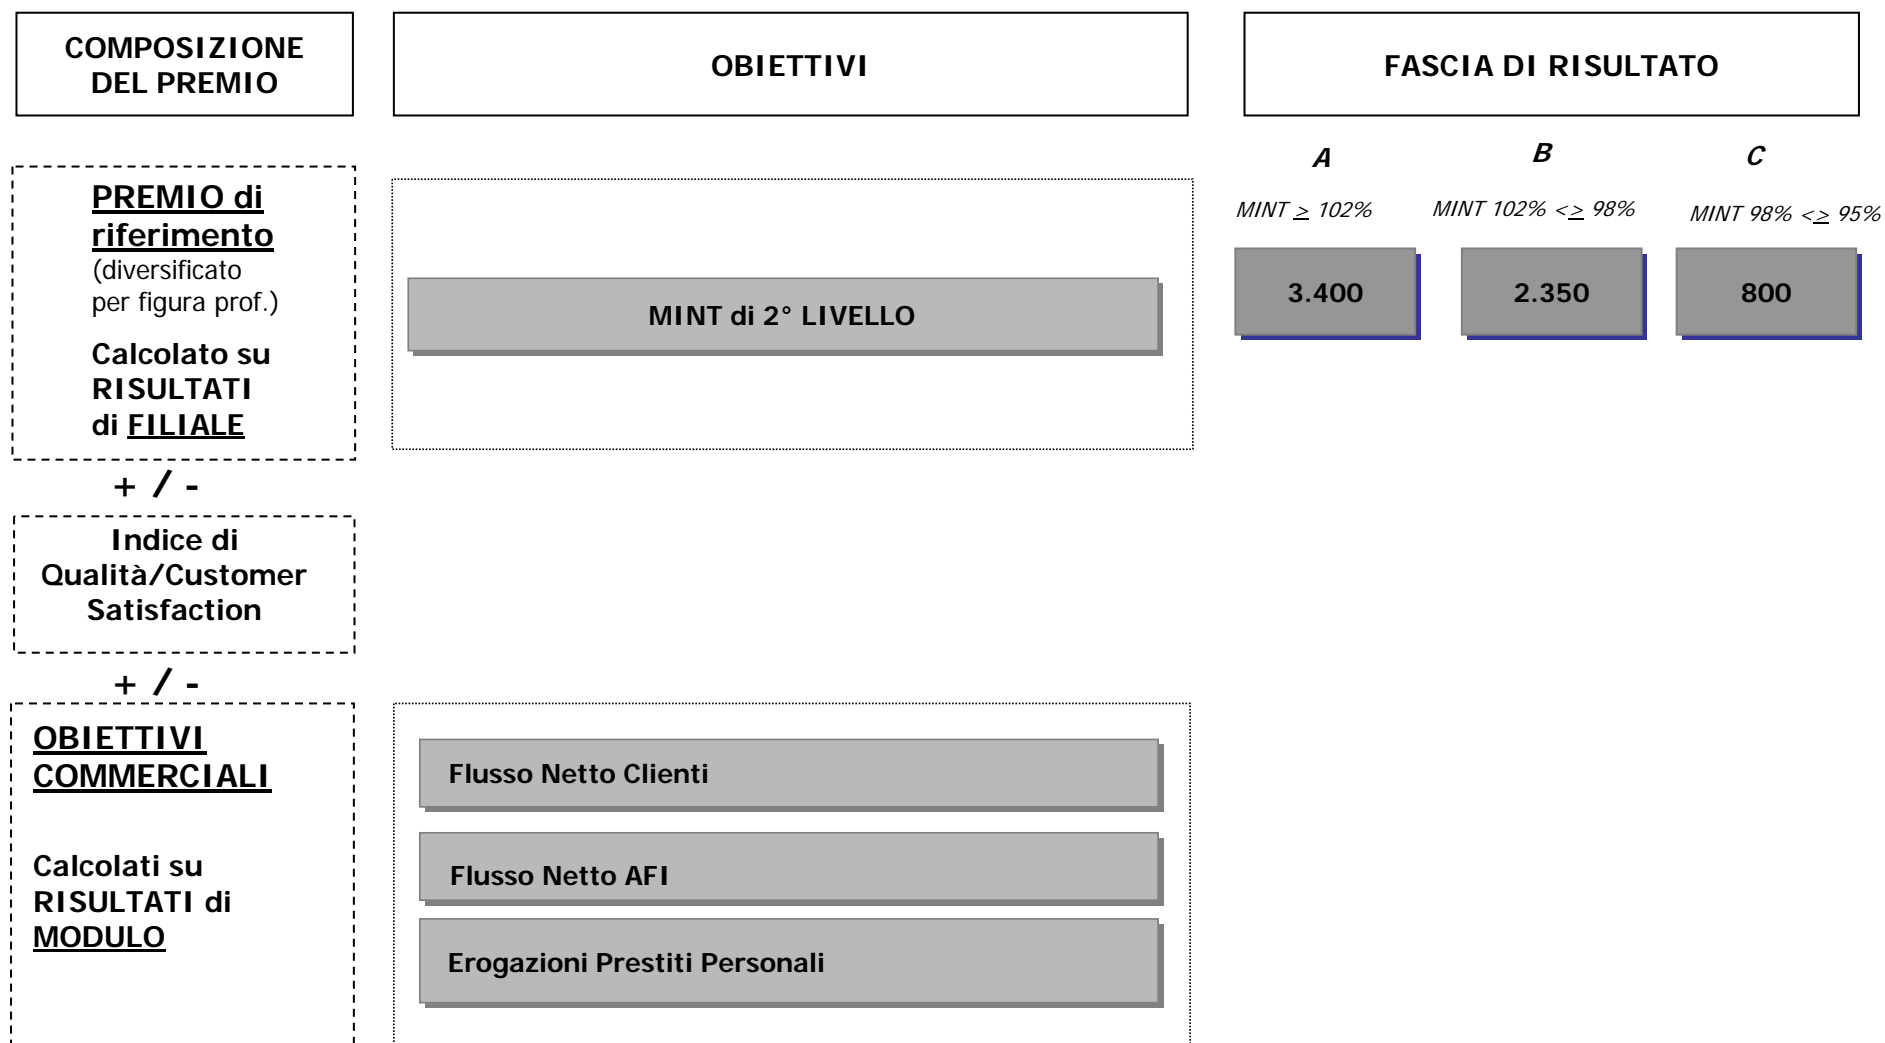 COMPOSIZIONE
DEL PREMIO
OBIETTIVI
FASCIA DI RISULTATO
A
B
C
MINT ≥ 102%
MINT 102% <≥ 98%
MINT 98% <≥ 95%
PREMIO di
riferimento
(diversificato
per figura prof.)
Calcolato su
RISULTATI
di FILIALE
MINT di 2° LIVELLO
3.400
2.350
800
+ / -
Indice di
Qualità/Customer
Satisfaction
+ / -
OBIETTIVI
COMMERCIALI
Calcolati su
RISULTATI di
MODULO
Flusso Netto Clienti
Flusso Netto AFI
Erogazioni Prestiti Personali